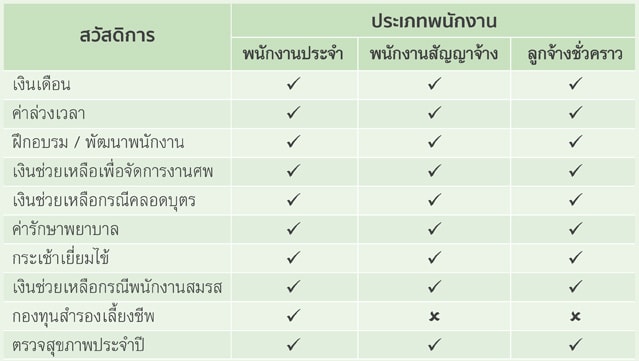 สวัสดิการ ประเภทพนักงาน
พนักงานประจำ พนักงานสัญญาจ้าง ลูกจ้างชั่วคราว
เงินเดือน ✓ ✓ ✓
ค่าล่วงเวลา ✓ ✓ ✓
ฝึกอบรม / พัฒนาพนักงาน ✓ ✓ ✓
เงินช่วยเหลือเพื่อจัดการงานศพ ✓ ✓ ✓
เงินช่วยเหลือกรณีคลอดบุตร ✓ ✓ ✓
ค่ารักษาพยาบาล ✓ ✓ ✓
กระเช้าเยี่ยมไข้ ✓ ✓ ✓
เงินช่วยเหลือกรณีพนักงานสมรส ✓ ✓ ✓
กองทุนสำรองเลี้ยงชีพ ✓ ✗ ✗
ตรวจสุขภาพประจำปี ✓ ✓ ✓